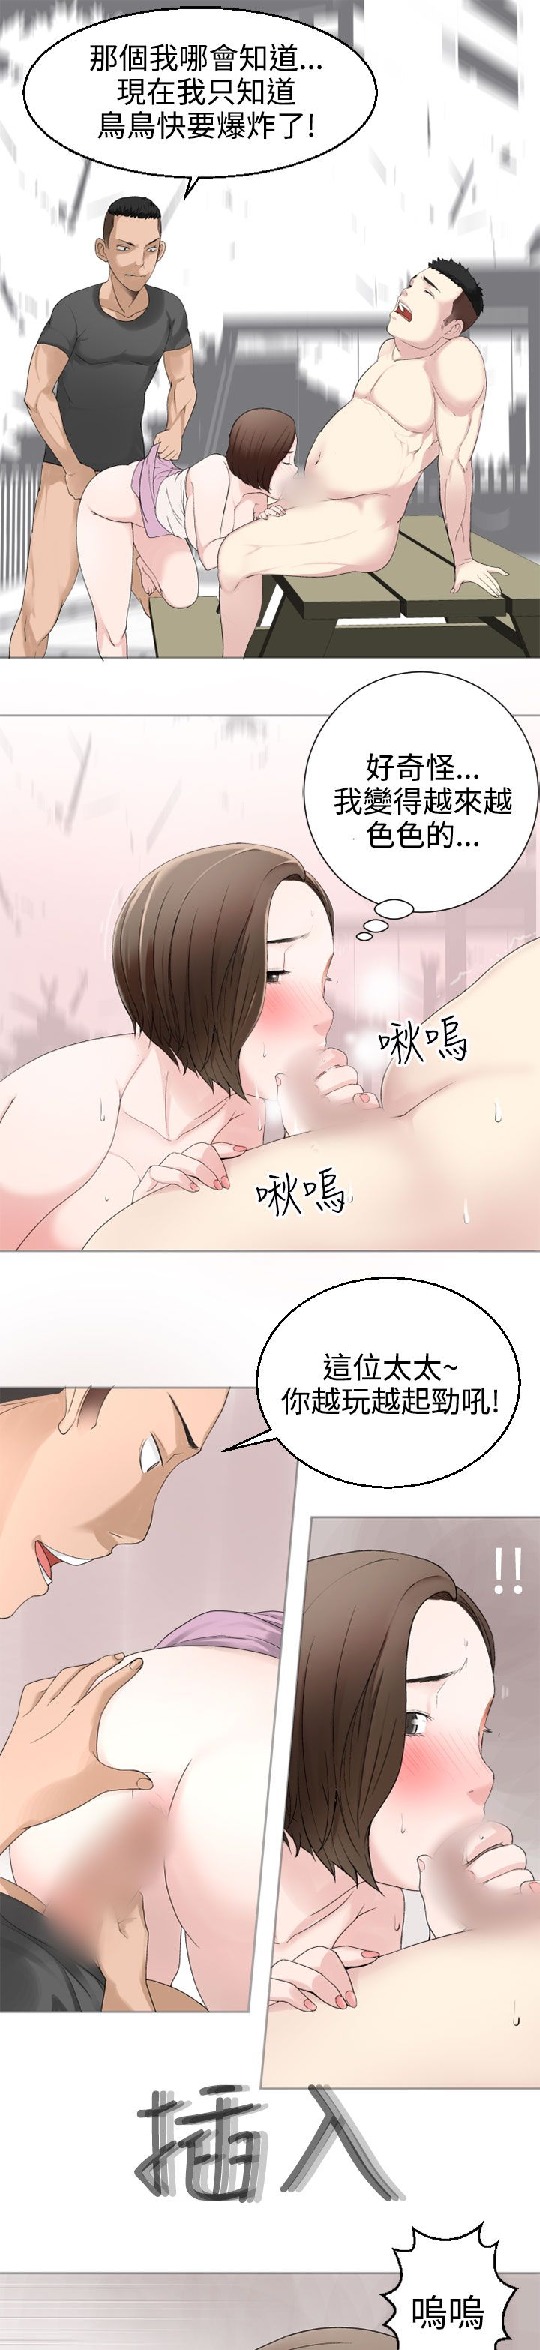 那個我哪會知道...
現在我只知道
鳥鳥快要爆炸了!
好奇怪...
我變得越來越
色色的...
啾嗚
啾嗚
這位太太~
你越玩越起勁吼!
!!
插入
嗚嗚